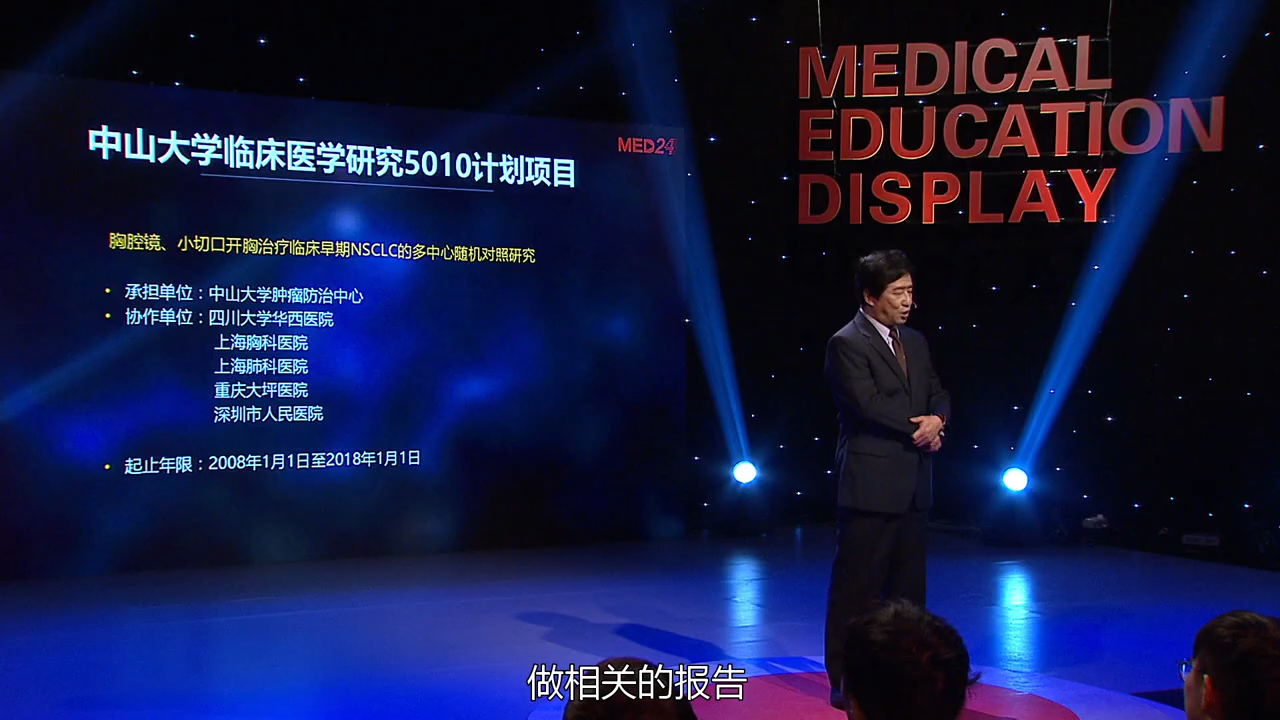 中山大学临床医学研究5010计划项目
MED24
胸腔镜、小切口开胸治疗临床早期NSCLC的多中心随机对照研究
• 承担单位：中山大学肿瘤防治中心
• 协作单位：四川大学华西医院
上海胸科医院
上海肺科医院
重庆大坪医院
深圳市人民医院
• 起止年限：2008年1月1日至2018年1月1日
MEDICAL
EDUCATION
DISPLAY
做相关的报告